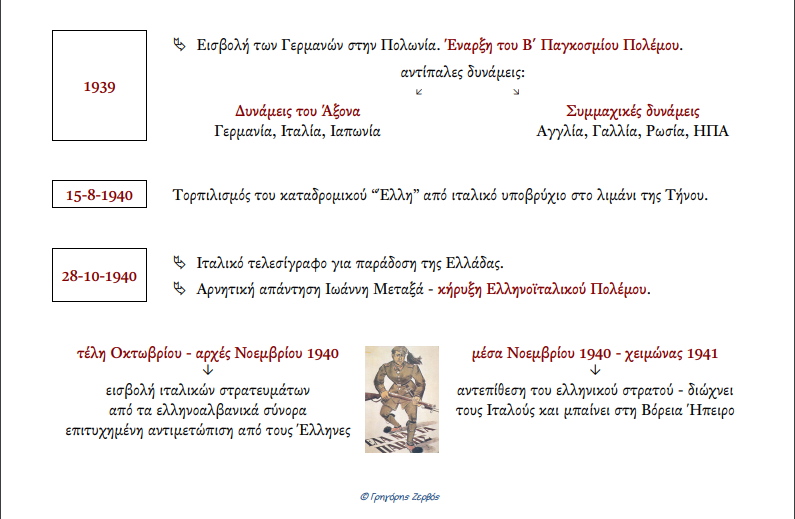 1939
Εισβολή των Γερμανών στην Πολωνία. Έναρξη του Β΄ Παγκοσμίου Πολέμου.
αντίπαλες δυνάμεις:
Δυνάμεις του Άξονα
Γερμανία, Ιταλία, Ιαπωνία
Συμμαχικές δυνάμεις
Αγγλία, Γαλλία, Ρωσία, ΗΠΑ
15-8-1940
Τορπιλισμός του καταδρομικού “Έλλη” από ιταλικό υποβρύχιο στο λιμάνι της Τήνου.
28-10-1940
Ιταλικό τελεσίγραφο για παράδοση της Ελλάδας.
Αρνητική απάντηση Ιωάννη Μεταξά - κήρυξη Ελληνοϊταλικού Πολέμου.
τέλη Οκτωβρίου - αρχές Νοεμβρίου 1940
εισβολή ιταλικών στρατευμάτων
από τα ελληνοαλβανικά σύνορα
επιτυχημένη αντιμετώπιση από τους Έλληνες
μέσα Νοεμβρίου 1940 - χειμώνας 1941
αντεπίθεση του ελληνικού στρατού - διώχνει
τους Ιταλούς και μπαίνει στη Βόρεια Ήπειρο
© Γρηγόρης Ζερβός